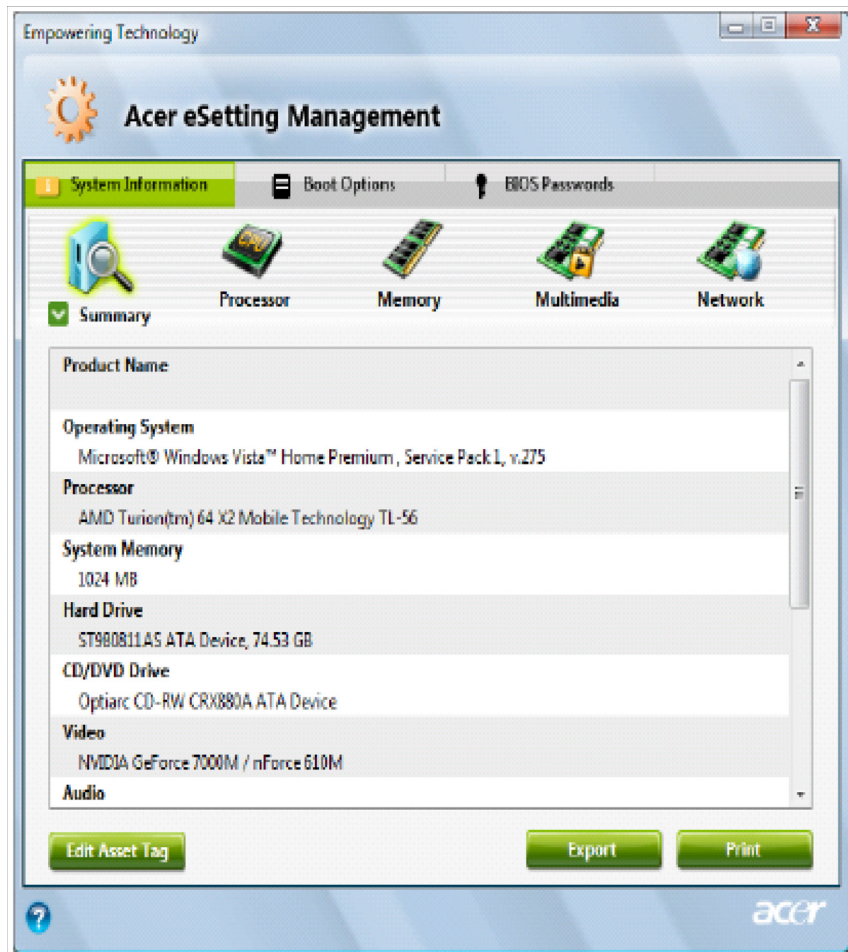 Empowering Technology
Acer eSetting Management
System Information
Boot Options
BIOS Passwords
CPU
Summary
Processor
Memory
Multimedia
Network
Product Name
Operating System
Microsoft® Windows Vista™ Home Premium , Service Pack 1, v.275
Processor
AMD Turion(tm) 64 X2 Mobile Technology TL-56
System Memory
1024 MB
Hard Drive
ST980811AS ATA Device, 74.53 GB
CD/DVD Drive
Optiarc CD-RW CRX880A ATA Device
Video
NVIDIA GeForce 7000M / nForce 610M
Audio
Edit Asset Tag
Export
Print
?
acer